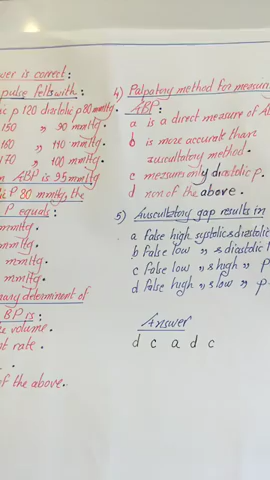 wer is correct:
pulse fells with
ic p 120 diastolic p 80 mmHg.
150 " 90 mmHg.
160 " 110 mmHg.
170 " 100 mmHg.
n ABP is 95 mmHg
P 80 mmHg, the
P equals:
mmHg.
mmHg.
mmHg.
mmHg.
nary determinant of
BP is:
e volume.
t rate.
f the above.
4) Palpatory method for measur
ABP:
a is a direct measure of A
b is more accurate than
auscultatory method.
c measures only diastolic p.
d non of the above.
5) Auscultatory gap results in
a false high systolic & diastolic
b false low " & diastolic
c false low " & high " P
d false high " & low " P
Answer
d c a d c